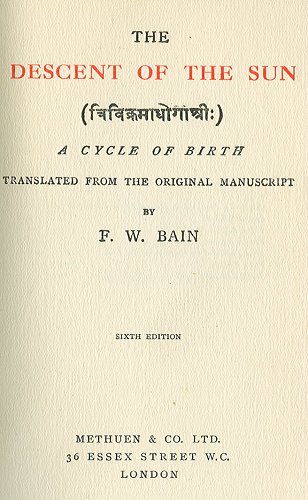 THE
DESCENT OF THE SUN
(त्रिविक्रमाधोगाश्रीः)
A CYCLE OF BIRTH
TRANSLATED FROM THE ORIGINAL MANUSCRIPT
BY
F. W. BAIN
SIXTH EDITION
METHUEN & CO. LTD.
36 ESSEX STREET W.C.
LONDON